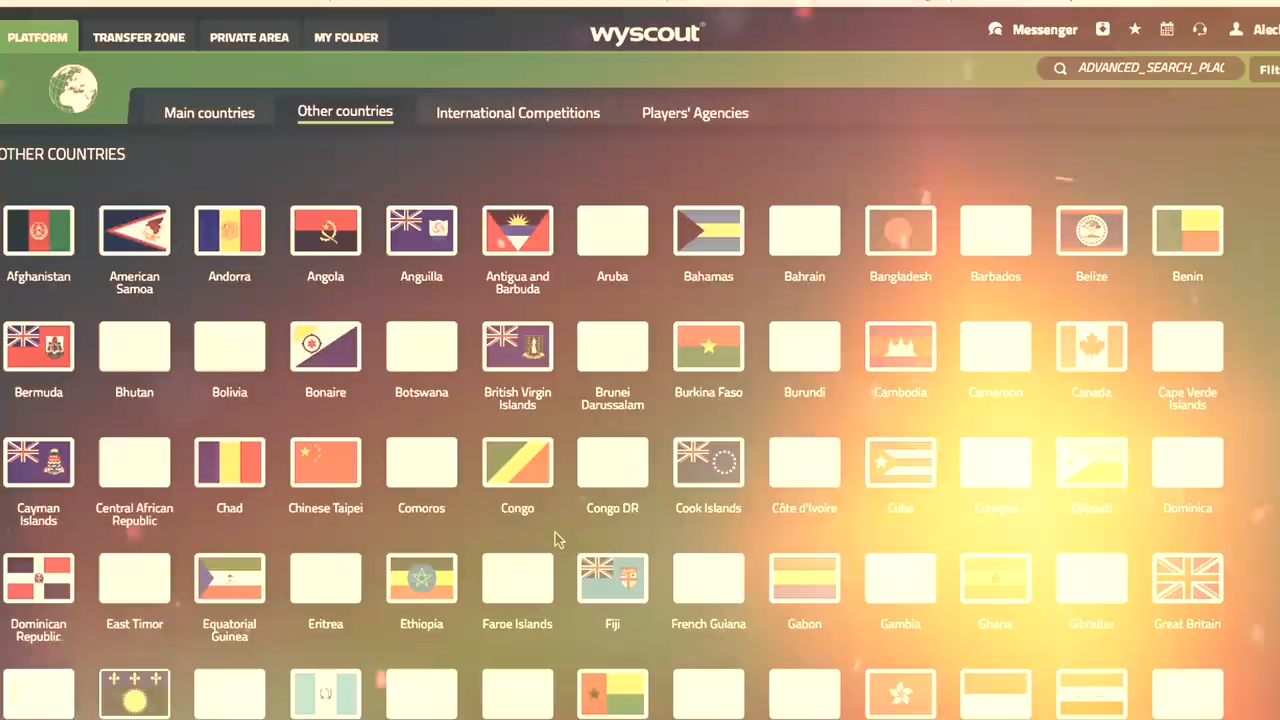 PLATFORM TRANSFER ZONE PRIVATE AREA MY FOLDER wyscout® Messenger
ADVANCED_SEARCH_PLAC
Main countries Other countries International Competitions Players' Agencies
OTHER COUNTRIES
Afghanistan American Samoa Andorra Angola Anguilla Antigua and Barbuda Aruba Bahamas Bahrain Bangladesh Barbados Belize Benin
Bermuda Bhutan Bolivia Bonaire Botswana British Virgin Islands Brunei Darussalam Burkina Faso Burundi Cambodia Cameroon Canada Cape Verde Islands
Cayman Islands Central African Republic Chad Chinese Taipei Comoros Congo Congo DR Cook Islands Côte d'Ivoire Cuba Curaçao Djibouti Dominica
Dominican Republic East Timor Equatorial Guinea Eritrea Ethiopia Faroe Islands Fiji French Guiana Gabon Gambia Ghana Gibraltar Great Britain